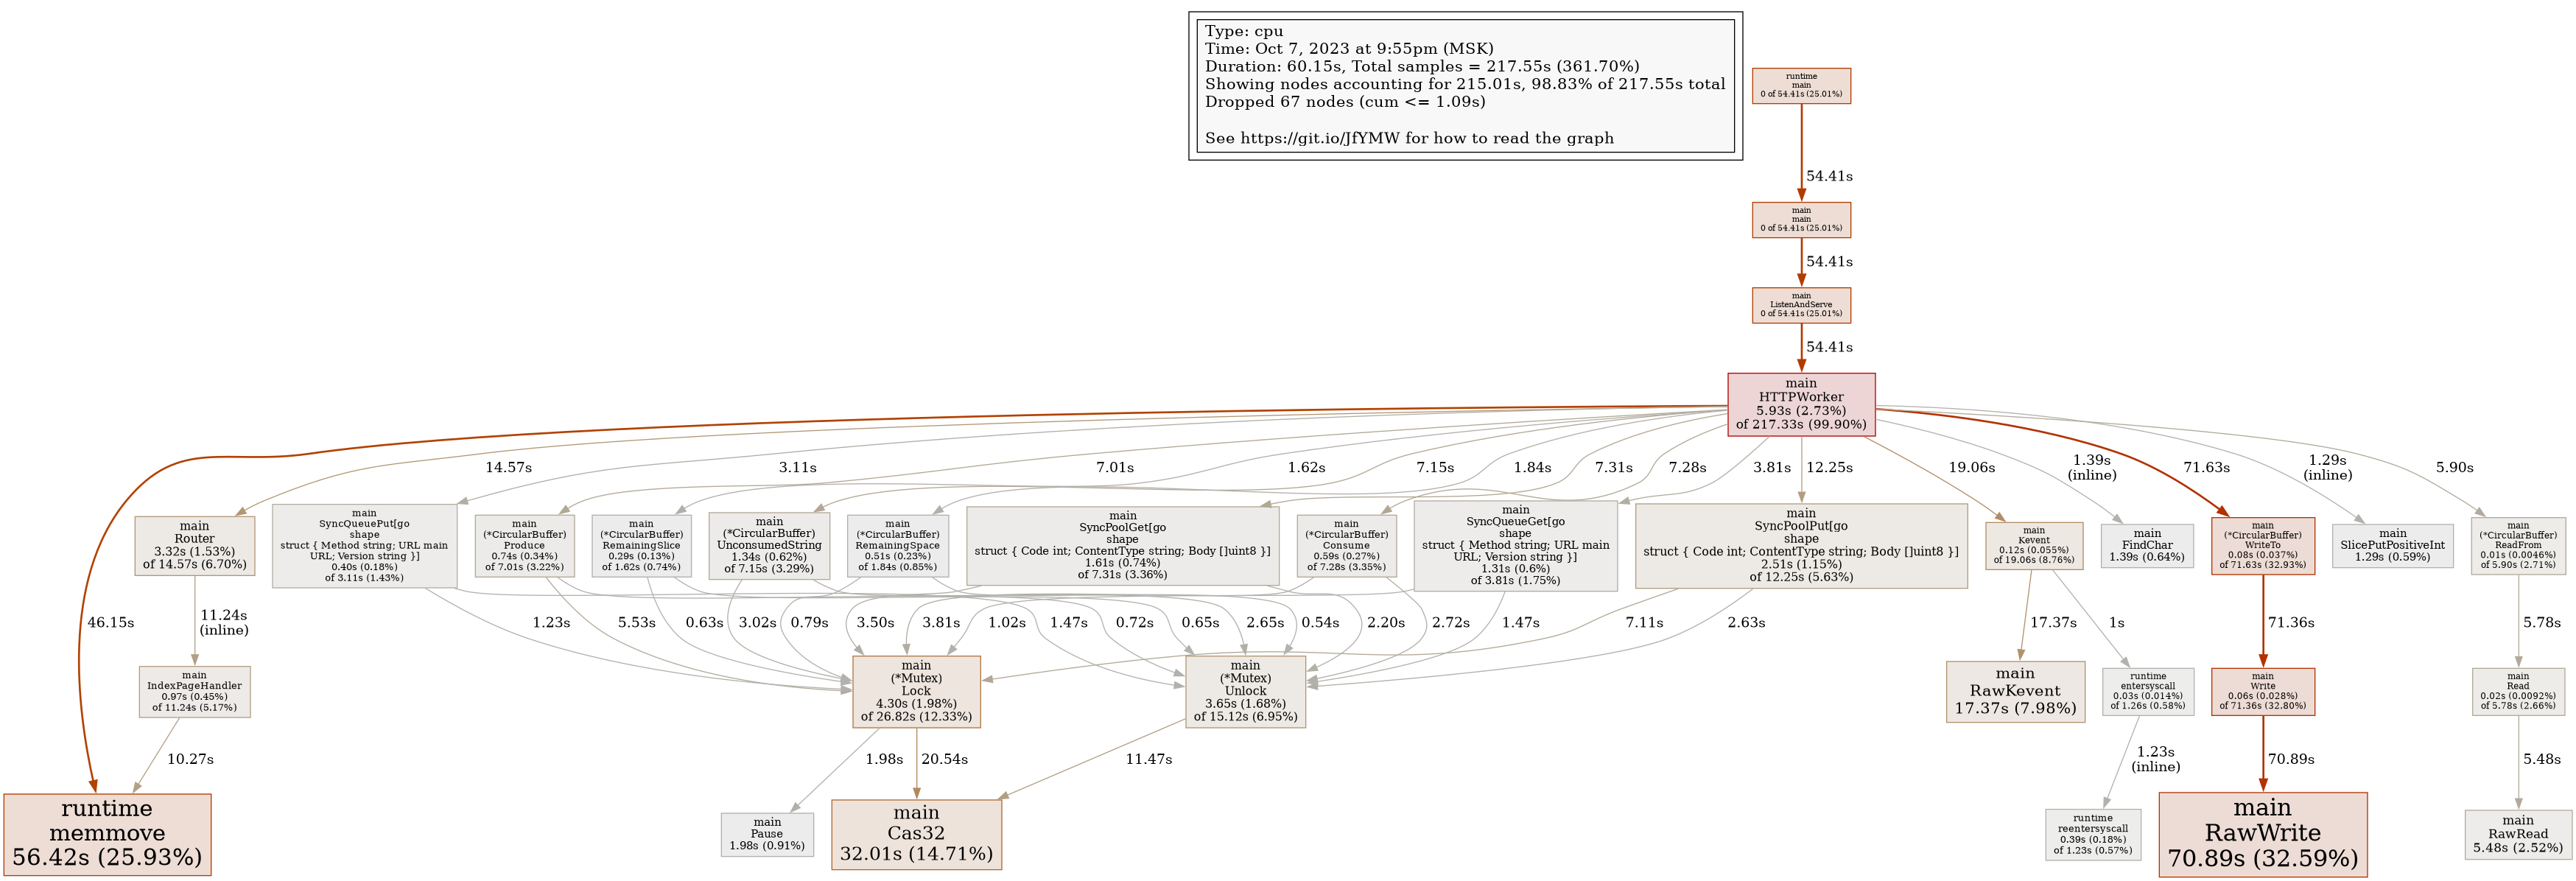 Type: cpu
Time: Oct 7, 2023 at 9:55pm (MSK)
Duration: 60.15s, Total samples = 217.55s (361.70%)
Showing nodes accounting for 215.01s, 98.83% of 217.55s total
Dropped 67 nodes (cum <= 1.09s)
See https://git.io/JfYMW for how to read the graph
runtime
main
0 of 54.41s (25.01%)
54.41s
main
main
0 of 54.41s (25.01%)
54.41s
main
ListenAndServe
0 of 54.41s (25.01%)
54.41s
main
HTTPWorker
5.93s (2.73%)
of 217.33s (99.90%)
14.57s
3.11s
7.01s
1.62s
7.15s
1.84s
7.31s
7.28s
3.81s
12.25s
19.06s
1.39s
(inline)
71.63s
1.29s
(inline)
5.90s
main
Router
3.32s (1.53%)
of 14.57s (6.70%)
main
SyncQueuePut[go
shape
struct { Method string; URL main
URL; Version string }]
0.40s (0.18%)
of 3.11s (1.43%)
main
(*CircularBuffer)
Produce
0.74s (0.34%)
of 7.01s (3.22%)
main
(*CircularBuffer)
RemainingSlice
0.29s (0.13%)
of 1.62s (0.74%)
main
(*CircularBuffer)
UnconsumedString
1.34s (0.62%)
of 7.15s (3.29%)
main
(*CircularBuffer)
RemainingSpace
0.51s (0.23%)
of 1.84s (0.85%)
main
SyncPoolGet[go
shape
struct { Code int; ContentType string; Body []uint8 }]
1.61s (0.74%)
of 7.31s (3.36%)
main
(*CircularBuffer)
Consume
0.59s (0.27%)
of 7.28s (3.35%)
main
SyncQueueGet[go
shape
struct { Method string; URL main
URL; Version string }]
1.31s (0.6%)
of 3.81s (1.75%)
main
SyncPoolPut[go
shape
struct { Code int; ContentType string; Body []uint8 }]
2.51s (1.15%)
of 12.25s (5.63%)
main
Kevent
0.12s (0.055%)
of 19.06s (8.76%)
main
FindChar
1.39s (0.64%)
main
(*CircularBuffer)
WriteTo
0.08s (0.037%)
of 71.63s (32.93%)
main
SlicePutPositiveInt
1.29s (0.59%)
main
(*CircularBuffer)
ReadFrom
0.01s (0.0046%)
of 5.90s (2.71%)
46.15s
11.24s
(inline)
1.23s
5.53s
0.63s
3.02s
0.79s
3.50s
3.81s
1.02s
1.47s
0.72s
0.65s
2.65s
0.54s
2.20s
2.72s
1.47s
7.11s
2.63s
17.37s
1s
71.36s
5.78s
main
IndexPageHandler
0.97s (0.45%)
of 11.24s (5.17%)
main
(*Mutex)
Lock
4.30s (1.98%)
of 26.82s (12.33%)
main
(*Mutex)
Unlock
3.65s (1.68%)
of 15.12s (6.95%)
main
RawKevent
17.37s (7.98%)
runtime
entersyscall
0.03s (0.014%)
of 1.26s (0.58%)
main
Write
0.06s (0.028%)
of 71.36s (32.80%)
main
Read
0.02s (0.0092%)
of 5.78s (2.66%)
10.27s
1.98s
20.54s
11.47s
1.23s
(inline)
70.89s
5.48s
runtime
memmove
56.42s (25.93%)
main
Pause
1.98s (0.91%)
main
Cas32
32.01s (14.71%)
runtime
reentersyscall
0.39s (0.18%)
of 1.23s (0.57%)
main
RawWrite
70.89s (32.59%)
main
RawRead
5.48s (2.52%)